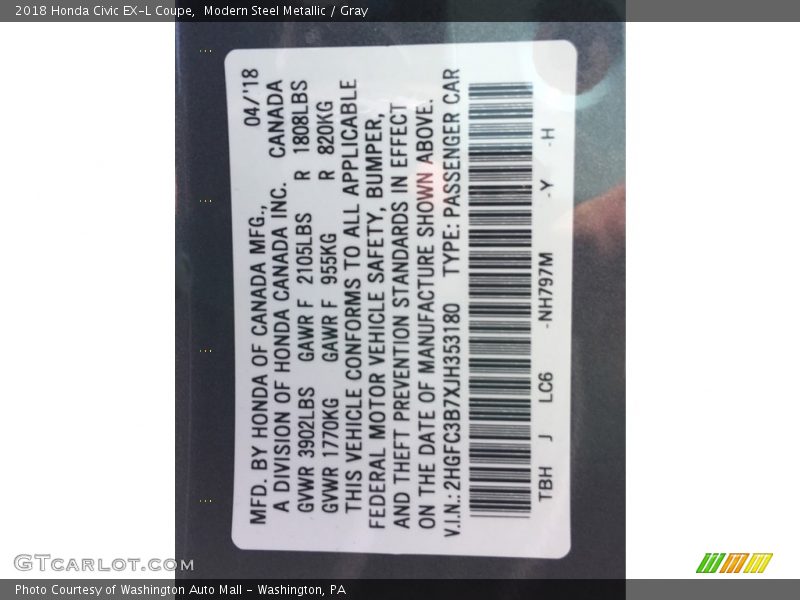 2018 Honda Civic EX-L Coupe, Modern Steel Metallic / Gray
MFD. BY HONDA OF CANADA MFG., 04/'18
A DIVISION OF HONDA CANADA INC. CANADA
GVWR 3902LBS GAWR F 2105LBS R 1808LBS
GVWR 1770KG GAWR F 955KG R 820KG
THIS VEHICLE CONFORMS TO ALL APPLICABLE
FEDERAL MOTOR VEHICLE SAFETY, BUMPER,
AND THEFT PREVENTION STANDARDS IN EFFECT
ON THE DATE OF MANUFACTURE SHOWN ABOVE.
V.I.N.: 2HGFC3B7XJH353180 TYPE: PASSENGER CAR
TBH J LC6 -NH797M -Y -H
GTcarlot.com
Photo Courtesy of Washington Auto Mall - Washington, PA